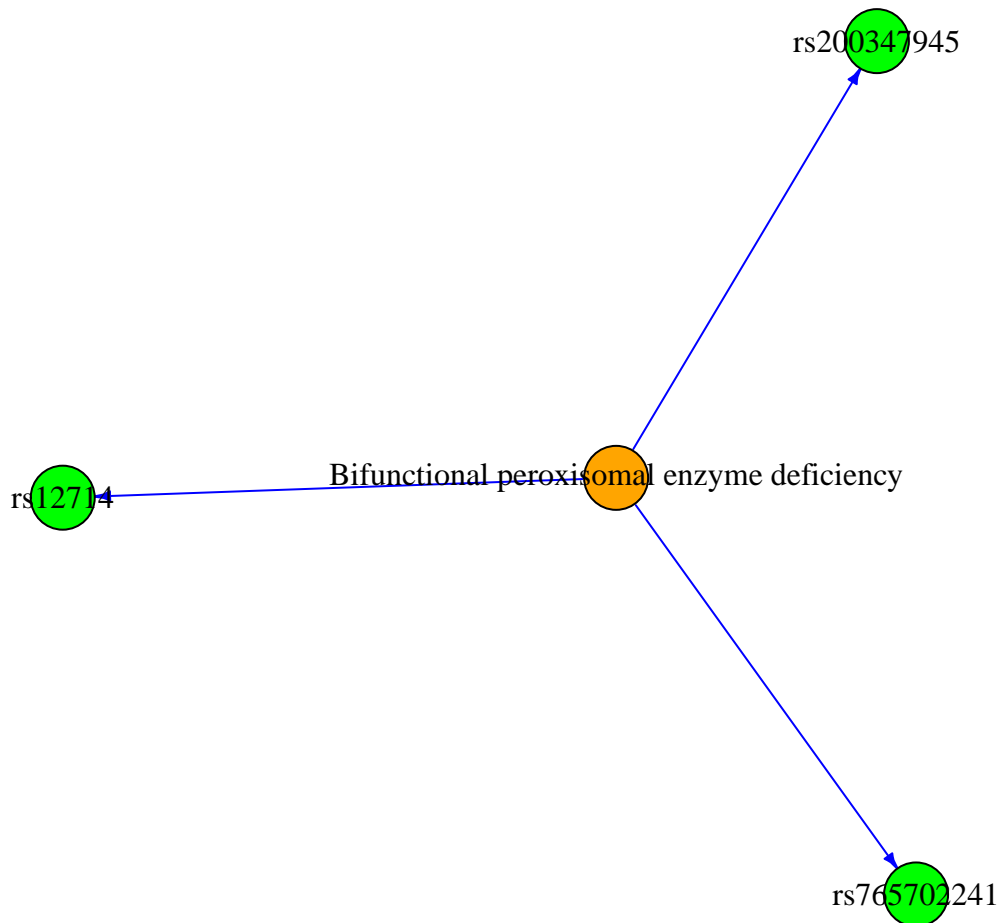 rs200347945
Bifunctional peroxisomal enzyme deficiency
rs12714
rs765702241